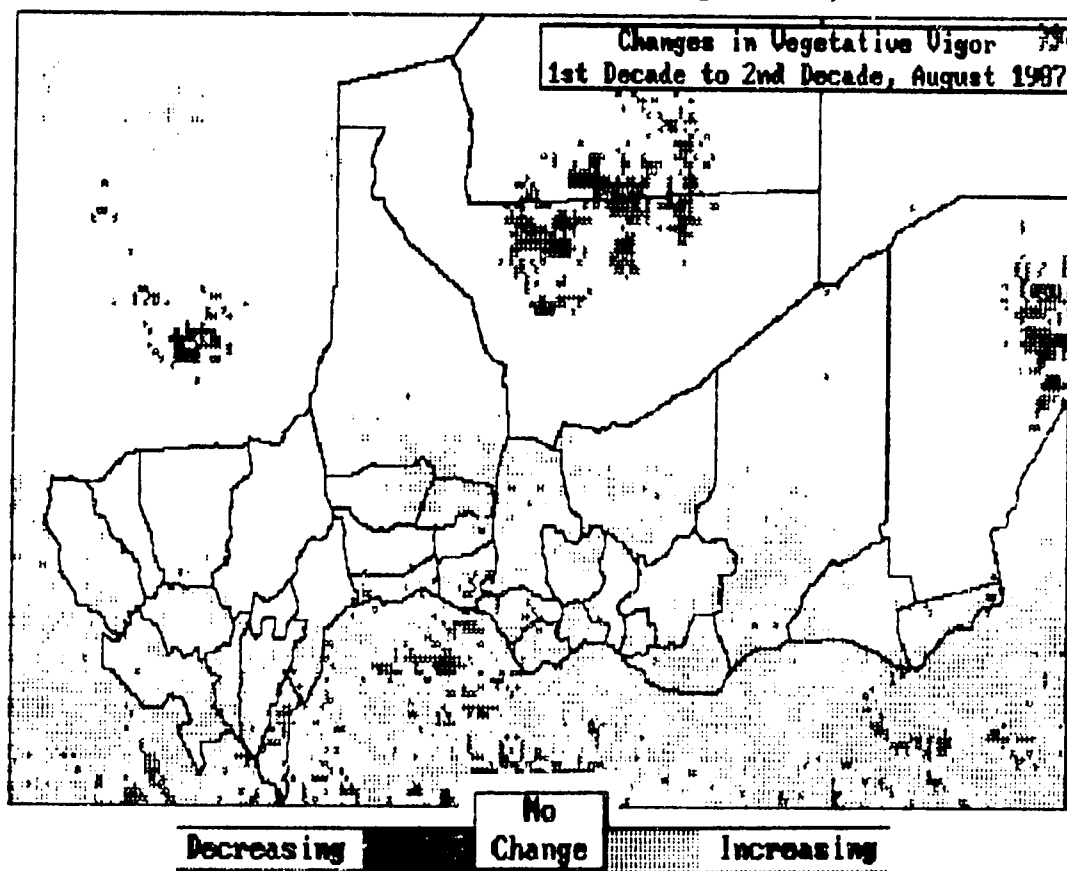 Changes in Vegetative Vigor
1st Decade to 2nd Decade, August 1987
No
Decreasing Change Increasing